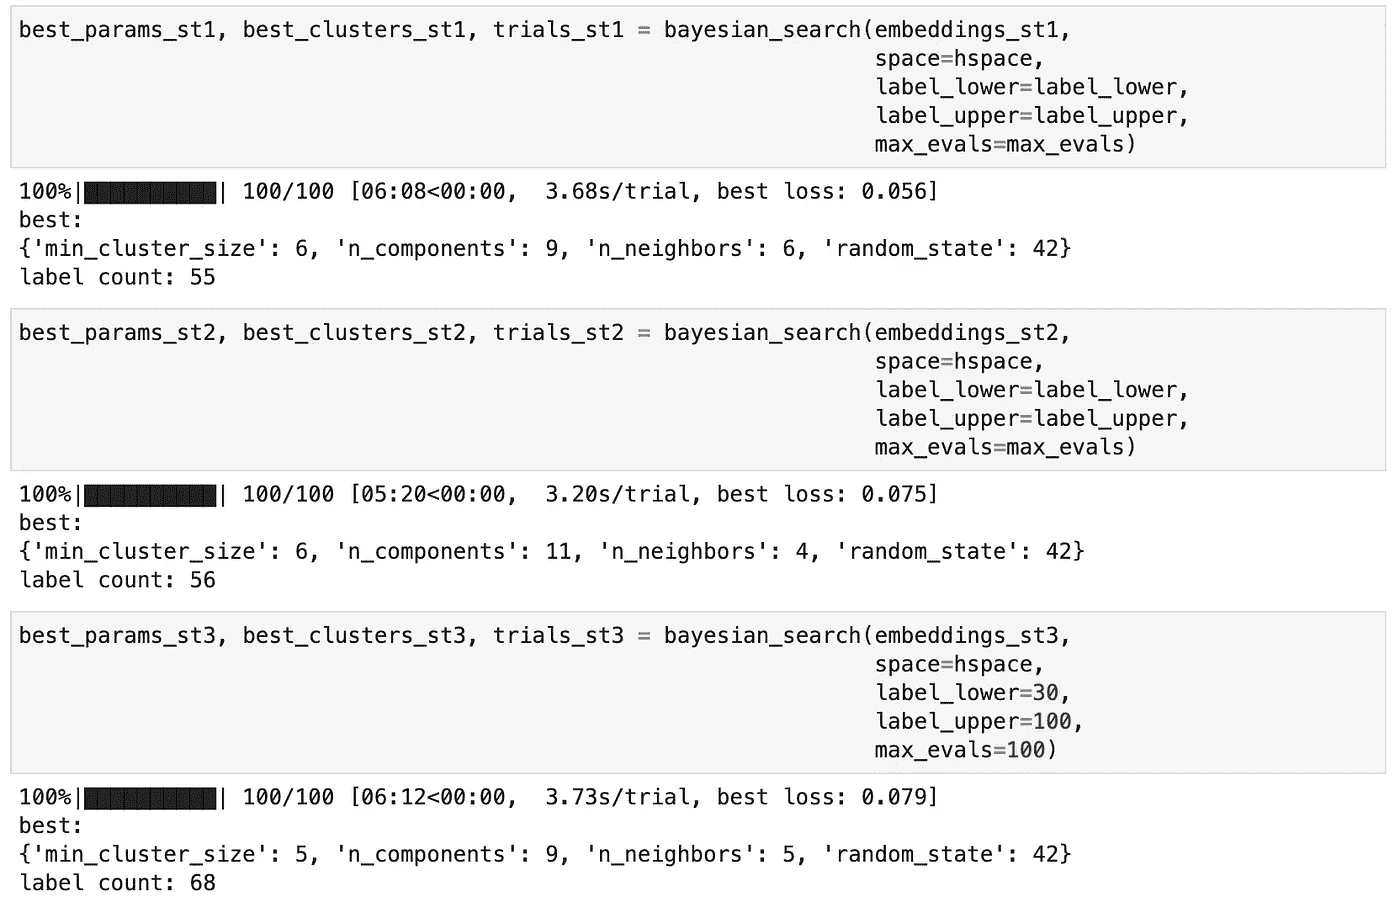 best_params_st1, best_clusters_st1, trials_st1 = bayesian_search(embeddings_st1,
space=hspace,
label_lower=label_lower,
label_upper=label_upper,
max_evals=max_evals)
100%|██████████| 100/100 [06:08<00:00,  3.68s/trial, best loss: 0.056]
best:
{'min_cluster_size': 6, 'n_components': 9, 'n_neighbors': 6, 'random_state': 42}
label count: 55
best_params_st2, best_clusters_st2, trials_st2 = bayesian_search(embeddings_st2,
space=hspace,
label_lower=label_lower,
label_upper=label_upper,
max_evals=max_evals)
100%|██████████| 100/100 [05:20<00:00,  3.20s/trial, best loss: 0.075]
best:
{'min_cluster_size': 6, 'n_components': 11, 'n_neighbors': 4, 'random_state': 42}
label count: 56
best_params_st3, best_clusters_st3, trials_st3 = bayesian_search(embeddings_st3,
space=hspace,
label_lower=30,
label_upper=100,
max_evals=100)
100%|██████████| 100/100 [06:12<00:00,  3.73s/trial, best loss: 0.079]
best:
{'min_cluster_size': 5, 'n_components': 9, 'n_neighbors': 5, 'random_state': 42}
label count: 68